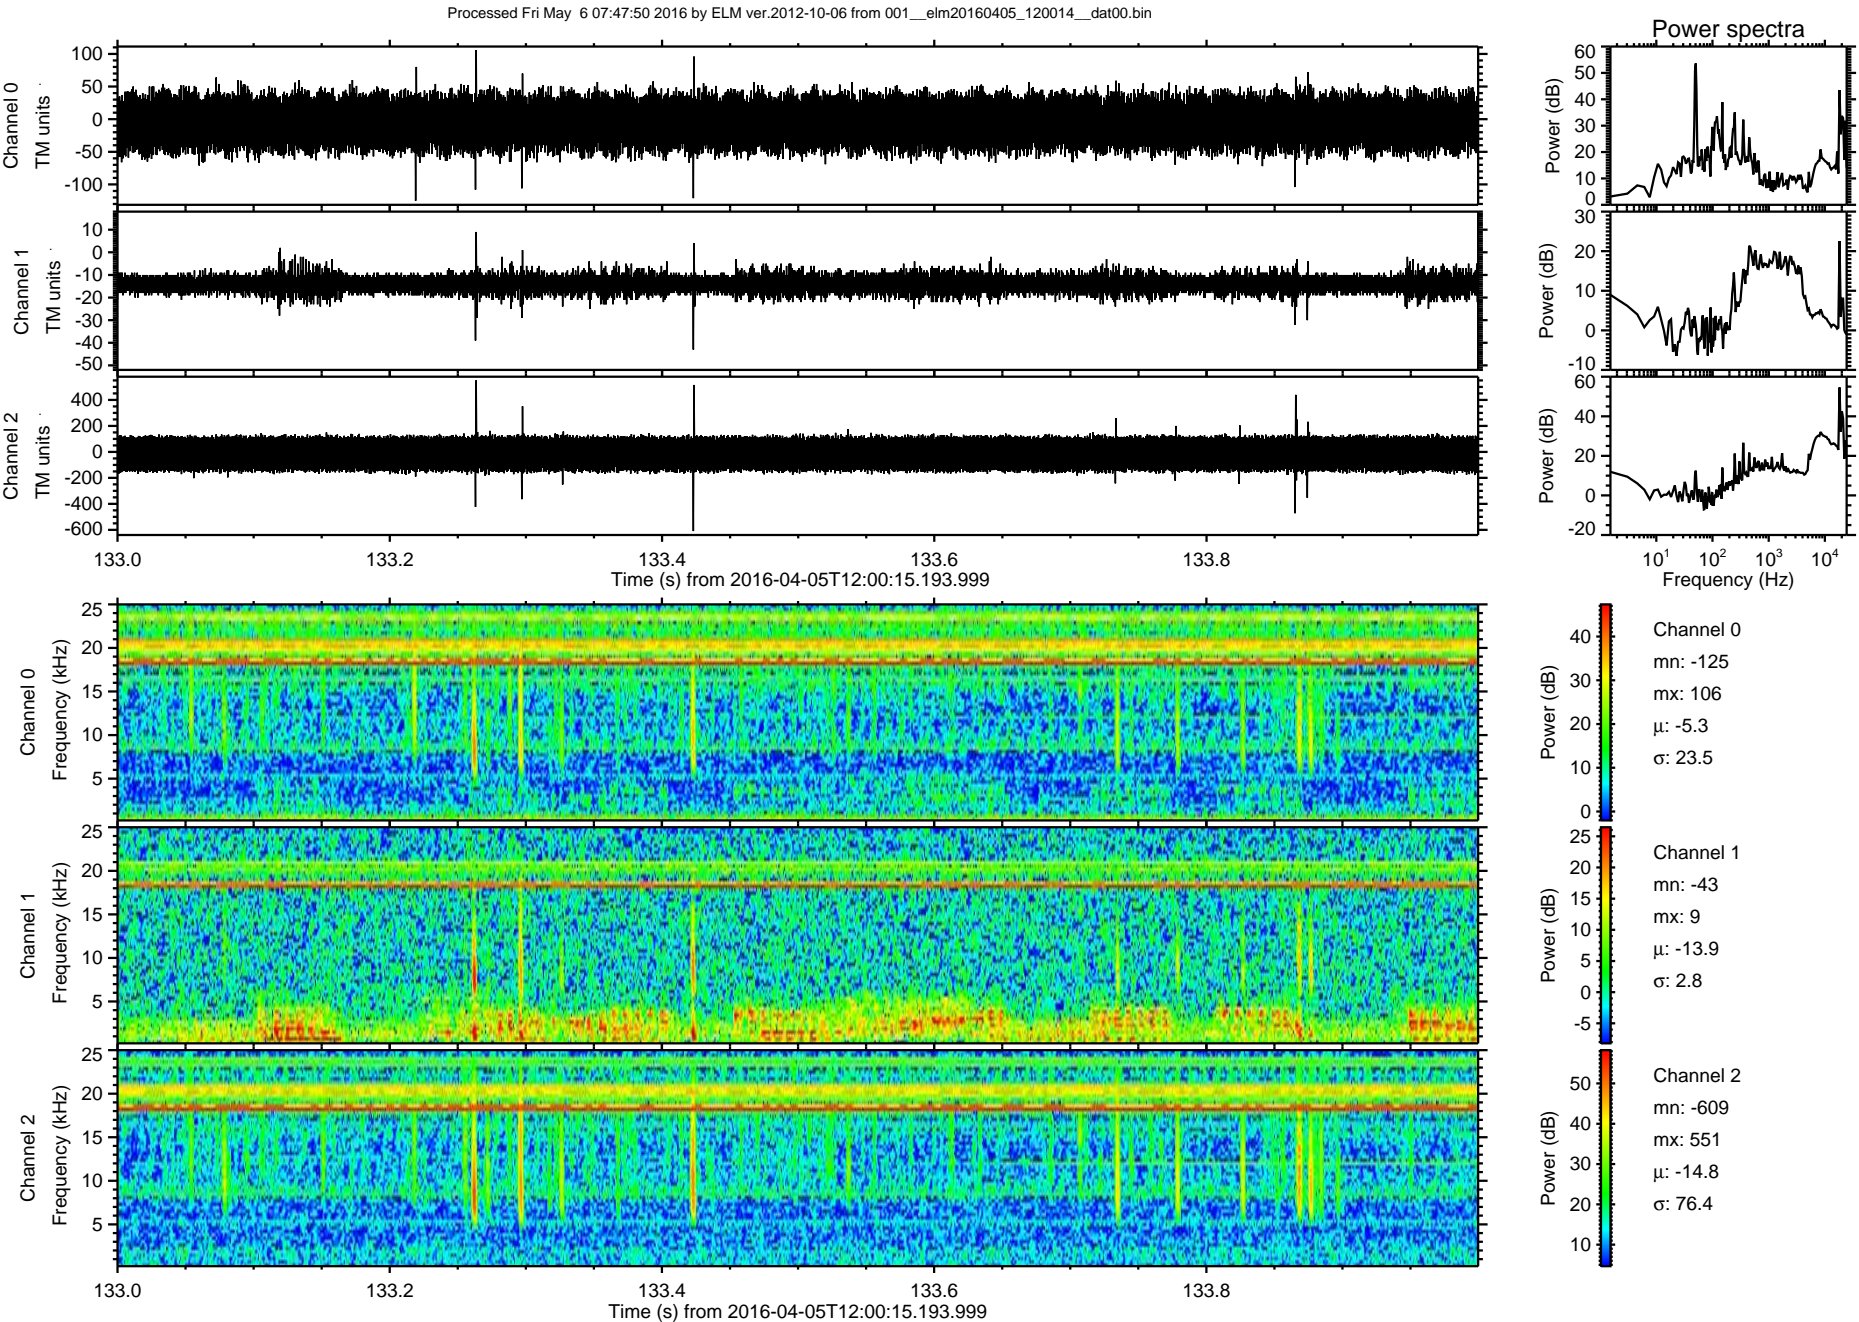 Processed Fri May  6 07:47:50 2016 by ELM ver.2012-10-06 from 001__elm20160405_120014__dat00.bin
Power spectra
Channel 0
TM units
100
50
0
-50
-100
Power (dB)
60
50
40
30
20
10
0
Channel 1
TM units
10
0
-10
-20
-30
-40
-50
Power (dB)
30
20
10
0
-10
Channel 2
TM units
400
200
0
-200
-400
-600
Power (dB)
60
40
20
0
-20
133.0 133.2 133.4 133.6 133.8
Time (s) from 2016-04-05T12:00:15.193.999
10¹ 10² 10³ 10⁴
Frequency (Hz)
Channel 0
Frequency (kHz)
25
20
15
10
5
Power (dB)
40
30
20
10
0
Channel 0
mn: -125
mx: 106
μ: -5.3
σ: 23.5
Channel 1
Frequency (kHz)
25
20
15
10
5
Power (dB)
25
20
15
10
5
0
-5
Channel 1
mn: -43
mx: 9
μ: -13.9
σ: 2.8
Channel 2
Frequency (kHz)
25
20
15
10
5
Power (dB)
50
40
30
20
10
Channel 2
mn: -609
mx: 551
μ: -14.8
σ: 76.4
133.0 133.2 133.4 133.6 133.8
Time (s) from 2016-04-05T12:00:15.193.999